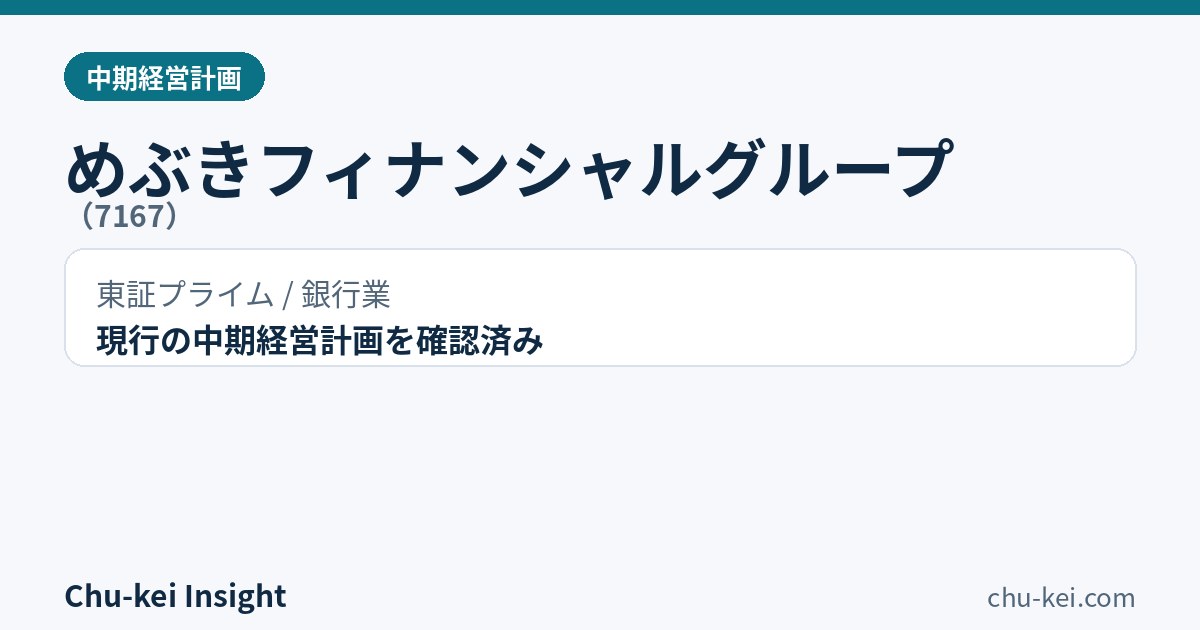 中期経営計画
めぶきフィナンシャルグループ
（7167）
東証プライム / 銀行業
現行の中期経営計画を確認済み
Chu-kei Insight
chu-kei.com